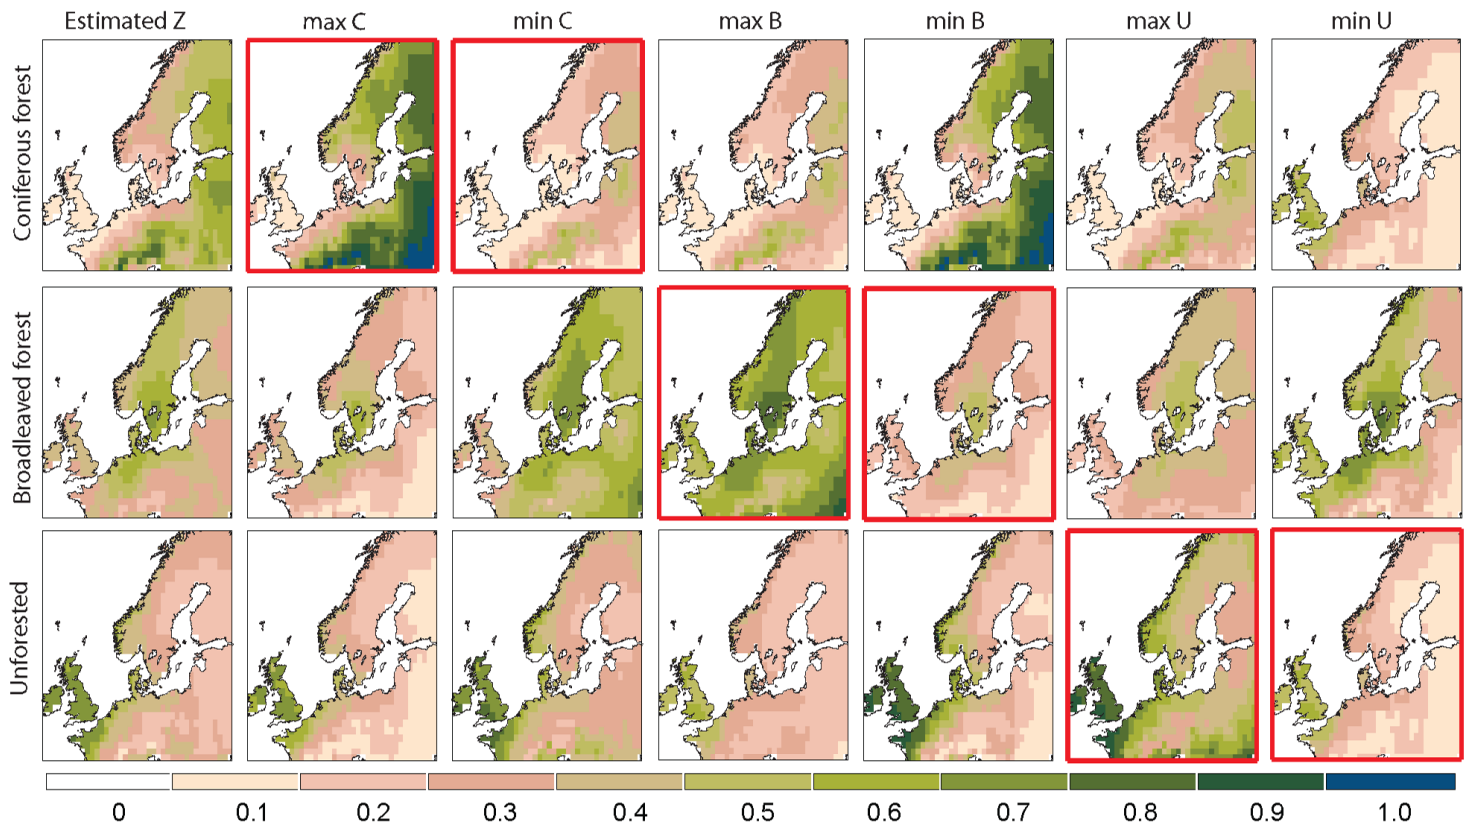 Estimated Z max C min C max B min B max U min U
Coniferous forest
Broadleaved forest
Unforested
0 0.1 0.2 0.3 0.4 0.5 0.6 0.7 0.8 0.9 1.0